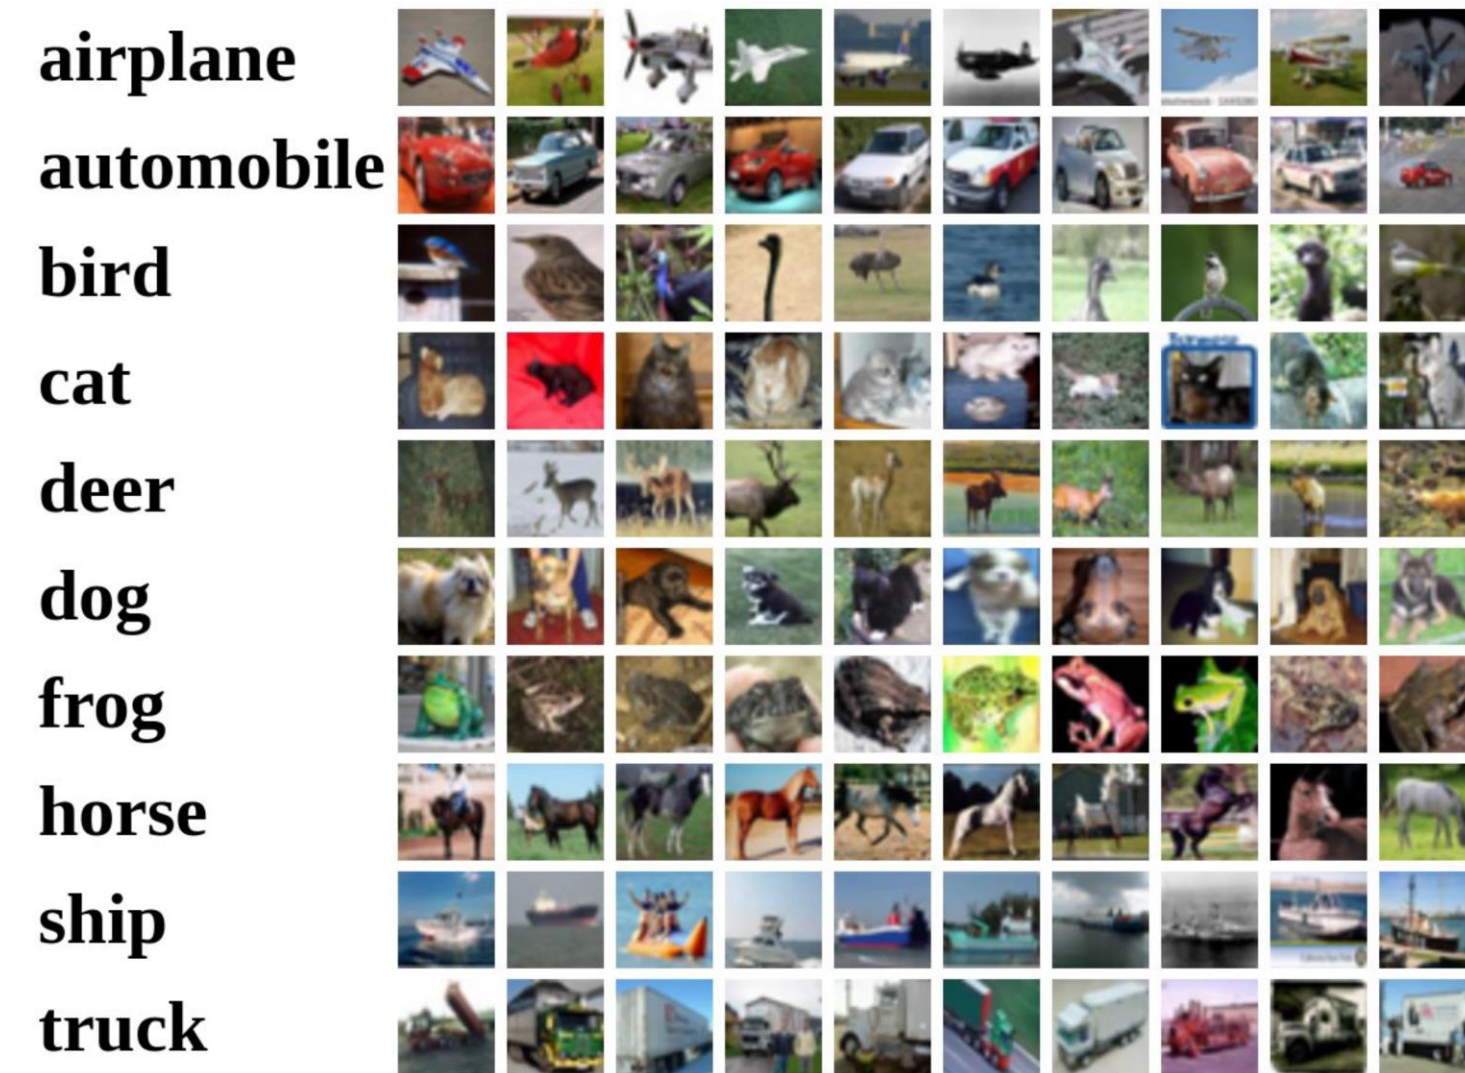 airplane
automobile
bird
cat
deer
dog
frog
horse
ship
truck